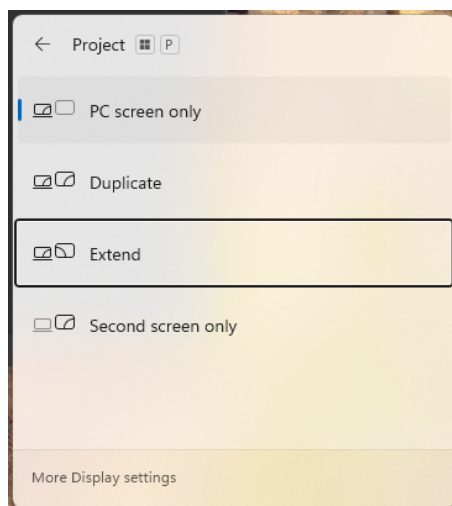 Project P
PC screen only
Duplicate
Extend
Second screen only
More Display settings